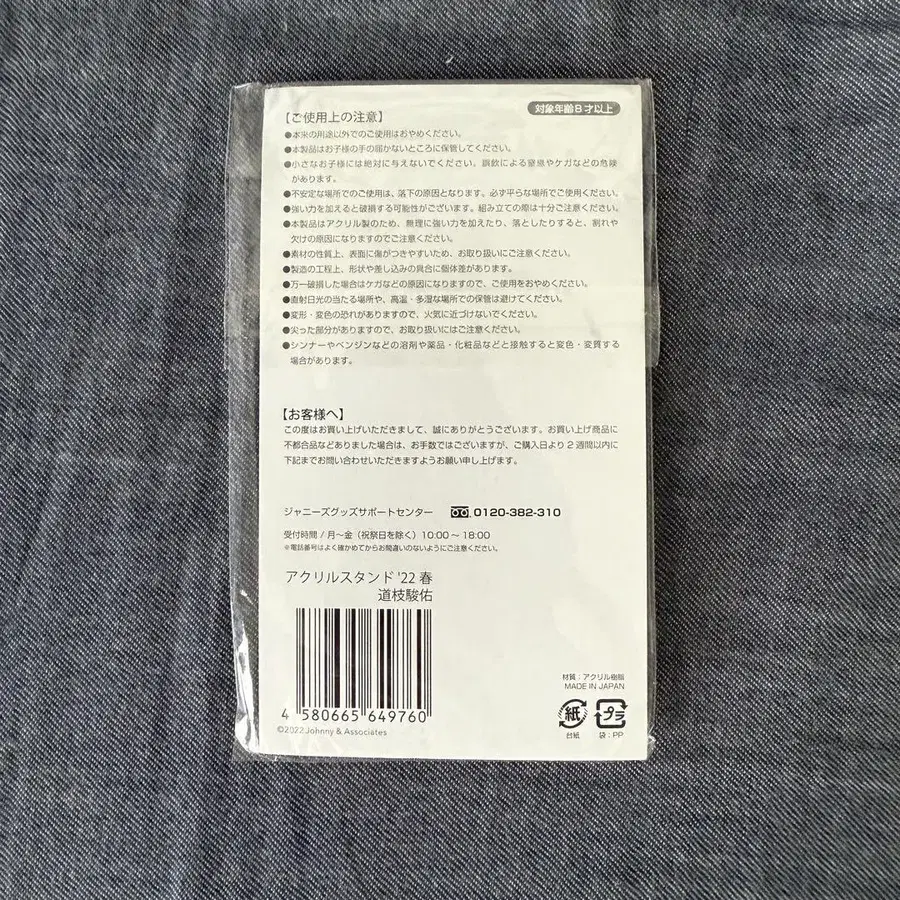 対象年齢8才以上
【ご使用上の注意】
●本来の用途以外でのご使用はおやめください。
●本製品はお子様の手の届かないところに保管してください。
●小さなお子様には絶対に与えないでください。誤飲による窒息やケガなどの危険
があります。
●不安定な場所でのご使用は、落下の原因となります。必ず平らな場所でご使用ください。
●強い力を加えると破損する可能性がございます。組み立ての際は十分ご注意ください。
●本製品はアクリル製のため、無理に強い力を加えたり、落としたりすると、割れや
欠けの原因になりますのでご注意ください。
●素材の性質上、表面に傷がつきやすいため、お取り扱いにご注意ください。
●製造の工程上、形状や差し込みの具合に個体差があります。
●万一破損した場合はケガなどの原因になりますので、ご使用をおやめください。
●直射日光の当たる場所や、高温・多湿な場所での保管は避けてください。
●変形・変色の恐れがありますので、火気に近づけないでください。
●尖った部分がありますので、お取り扱いにはご注意ください。
●シンナーやベンジンなどの溶剤や薬品・化粧品などと接触すると変色・変質する
場合があります。
【お客様へ】
この度はお買い上げいただきまして、誠にありがとうございます。お買い上げ商品に
不都合品などありました場合は、お手数ではございますが、ご購入日より2週間以内に
下記までお問い合わせいただきますようお願い申し上げます。
ジャニーズグッズサポートセンター 0120-382-310
受付時間 / 月〜金（祝祭日を除く）10:00〜18:00
※電話番号はよく確かめてからお間違いのないようにご注意ください。
アクリルスタンド '22 春
道枝駿佑
4 580665 649760
©2022 Johnny & Associates
材質：アクリル樹脂
MADE IN JAPAN
紙 プラ
台紙 袋：PP